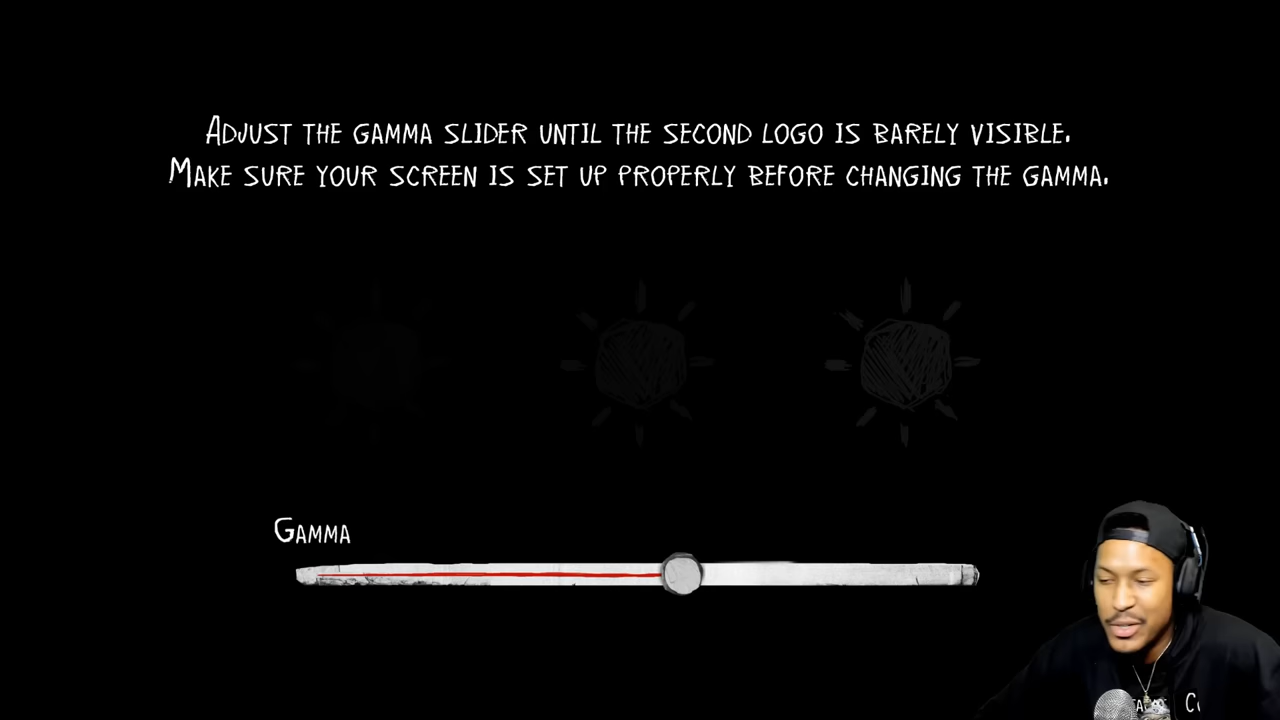 Adjust the gamma slider until the second logo is barely visible.
Make sure your screen is set up properly before changing the gamma.
Gamma